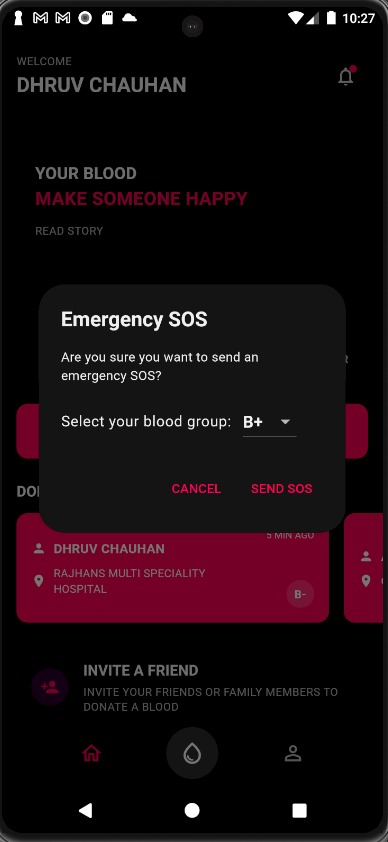 10:27
WELCOME
DHRUV CHAUHAN
YOUR BLOOD
MAKE SOMEONE HAPPY
READ STORY
Emergency SOS
Are you sure you want to send an
emergency SOS?
Select your blood group: B+
CANCEL SEND SOS
5 MIN AGO
DHRUV CHAUHAN
RAJHANS MULTI SPECIALITY
HOSPITAL
B-
INVITE A FRIEND
INVITE YOUR FRIENDS OR FAMILY MEMBERS TO
DONATE A BLOOD